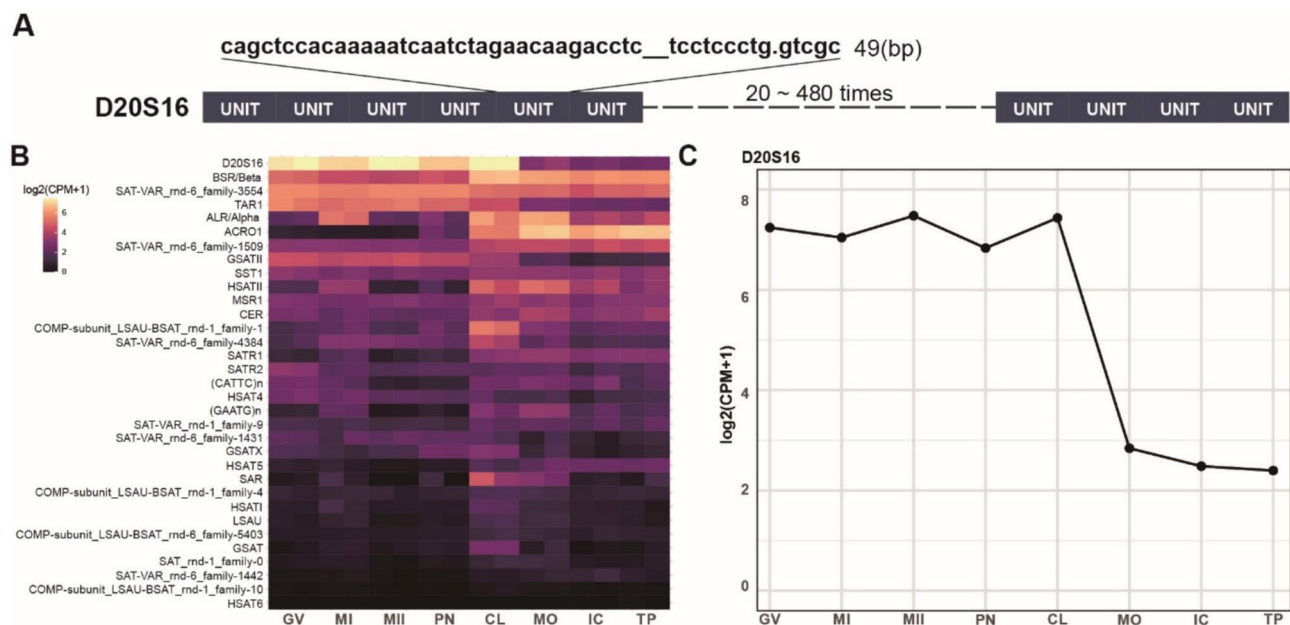 A
cagctccacaaaaatcaatctagaacaagacctc__tcctccctg.gtcgc 49(bp)
D20S16 UNIT UNIT UNIT UNIT UNIT UNIT 20 ~ 480 times UNIT UNIT UNIT UNIT
B
log2(CPM+1)
6
4
2
0
D20S16
BSR/Beta
SAT-VAR_rnd-6_family-3554
TAR1
ALR/Alpha
ACRO1
SAT-VAR_rnd-6_family-1509
GSATII
SST1
HSATII
MSR1
CER
COMP-subunit_LSAU-BSAT_rnd-1_family-1
SAT-VAR_rnd-6_family-4384
SATR1
SATR2
(CATTC)n
HSAT4
(GAATG)n
SAT-VAR_rnd-1_family-9
SAT-VAR_rnd-6_family-1431
GSATX
HSAT5
SAR
COMP-subunit_LSAU-BSAT_rnd-1_family-4
HSATI
LSAU
COMP-subunit_LSAU-BSAT_rnd-6_family-5403
GSAT
SAT_rnd-1_family-0
SAT-VAR_rnd-6_family-1442
COMP-subunit_LSAU-BSAT_rnd-1_family-10
HSAT6
GV MI MII PN CL MO IC TP
C
D20S16
log2(CPM+1)
8
6
4
2
0
GV MI MII PN CL MO IC TP